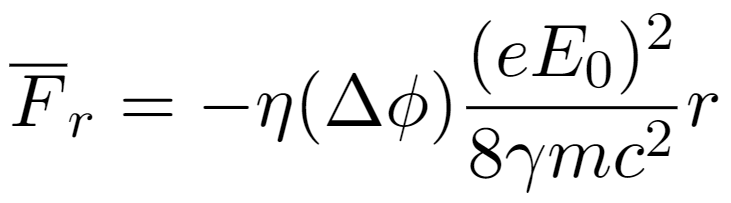 $\overline{F}_r = -\eta(\Delta\phi)\frac{(eE_0)^2}{8\gamma mc^2}r$